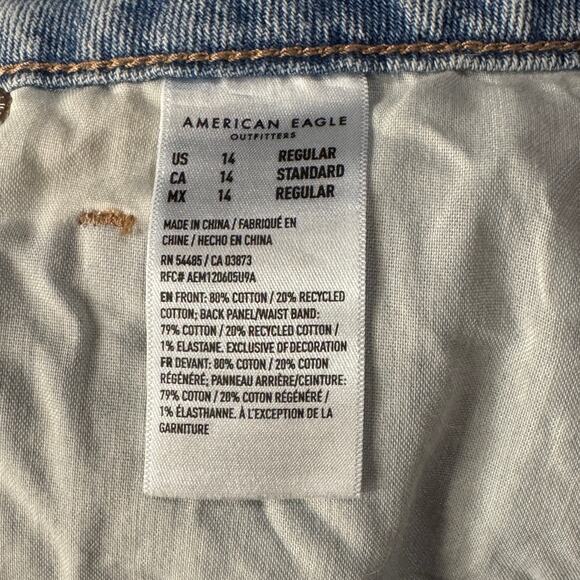 AMERICAN EAGLE
OUTFITTERS
US 14 REGULAR
CA 14 STANDARD
MX 14 REGULAR
MADE IN CHINA / FABRIQUÉ EN
CHINE / HECHO EN CHINA
RN 54485 / CA 03873
RFC# AEM120605U9A
EN FRONT: 80% COTTON / 20% RECYCLED
COTTON; BACK PANEL/WAIST BAND:
79% COTTON / 20% RECYCLED COTTON /
1% ELASTANE. EXCLUSIVE OF DECORATION
FR DEVANT: 80% COTON / 20% COTON
RÉGÉNÉRÉ; PANNEAU ARRIÈRE/CEINTURE:
79% COTON / 20% COTON RÉGÉNÉRÉ /
1% ÉLASTHANNE. À L'EXCEPTION DE LA
GARNITURE